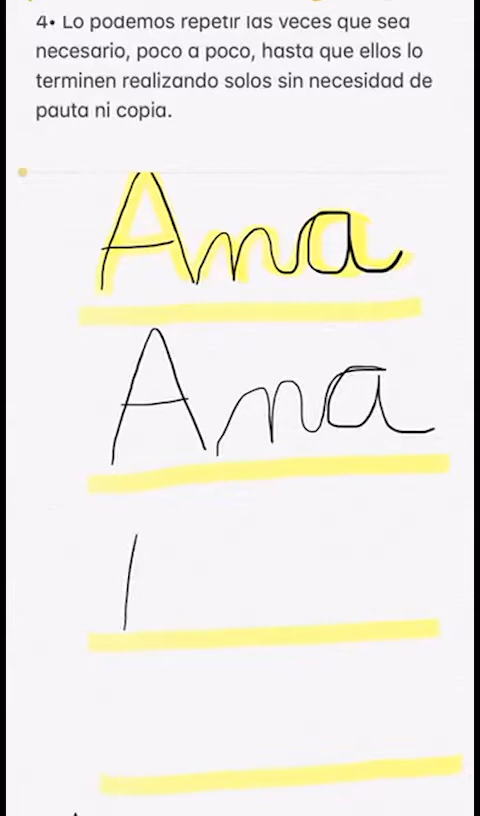 4• Lo podemos repetir las veces que sea
necesario, poco a poco, hasta que ellos lo
terminen realizando solos sin necesidad de
pauta ni copia.
Ana
Ana